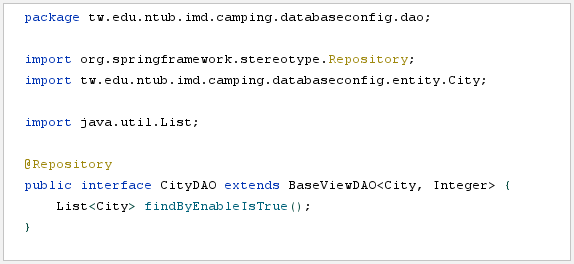 package tw.edu.ntub.imd.camping.databaseconfig.dao;
import org.springframework.stereotype.Repository;
import tw.edu.ntub.imd.camping.databaseconfig.entity.City;
import java.util.List;
@Repository
public interface CityDAO extends BaseViewDAO<City, Integer> {
    List<City> findByEnableIsTrue();
}